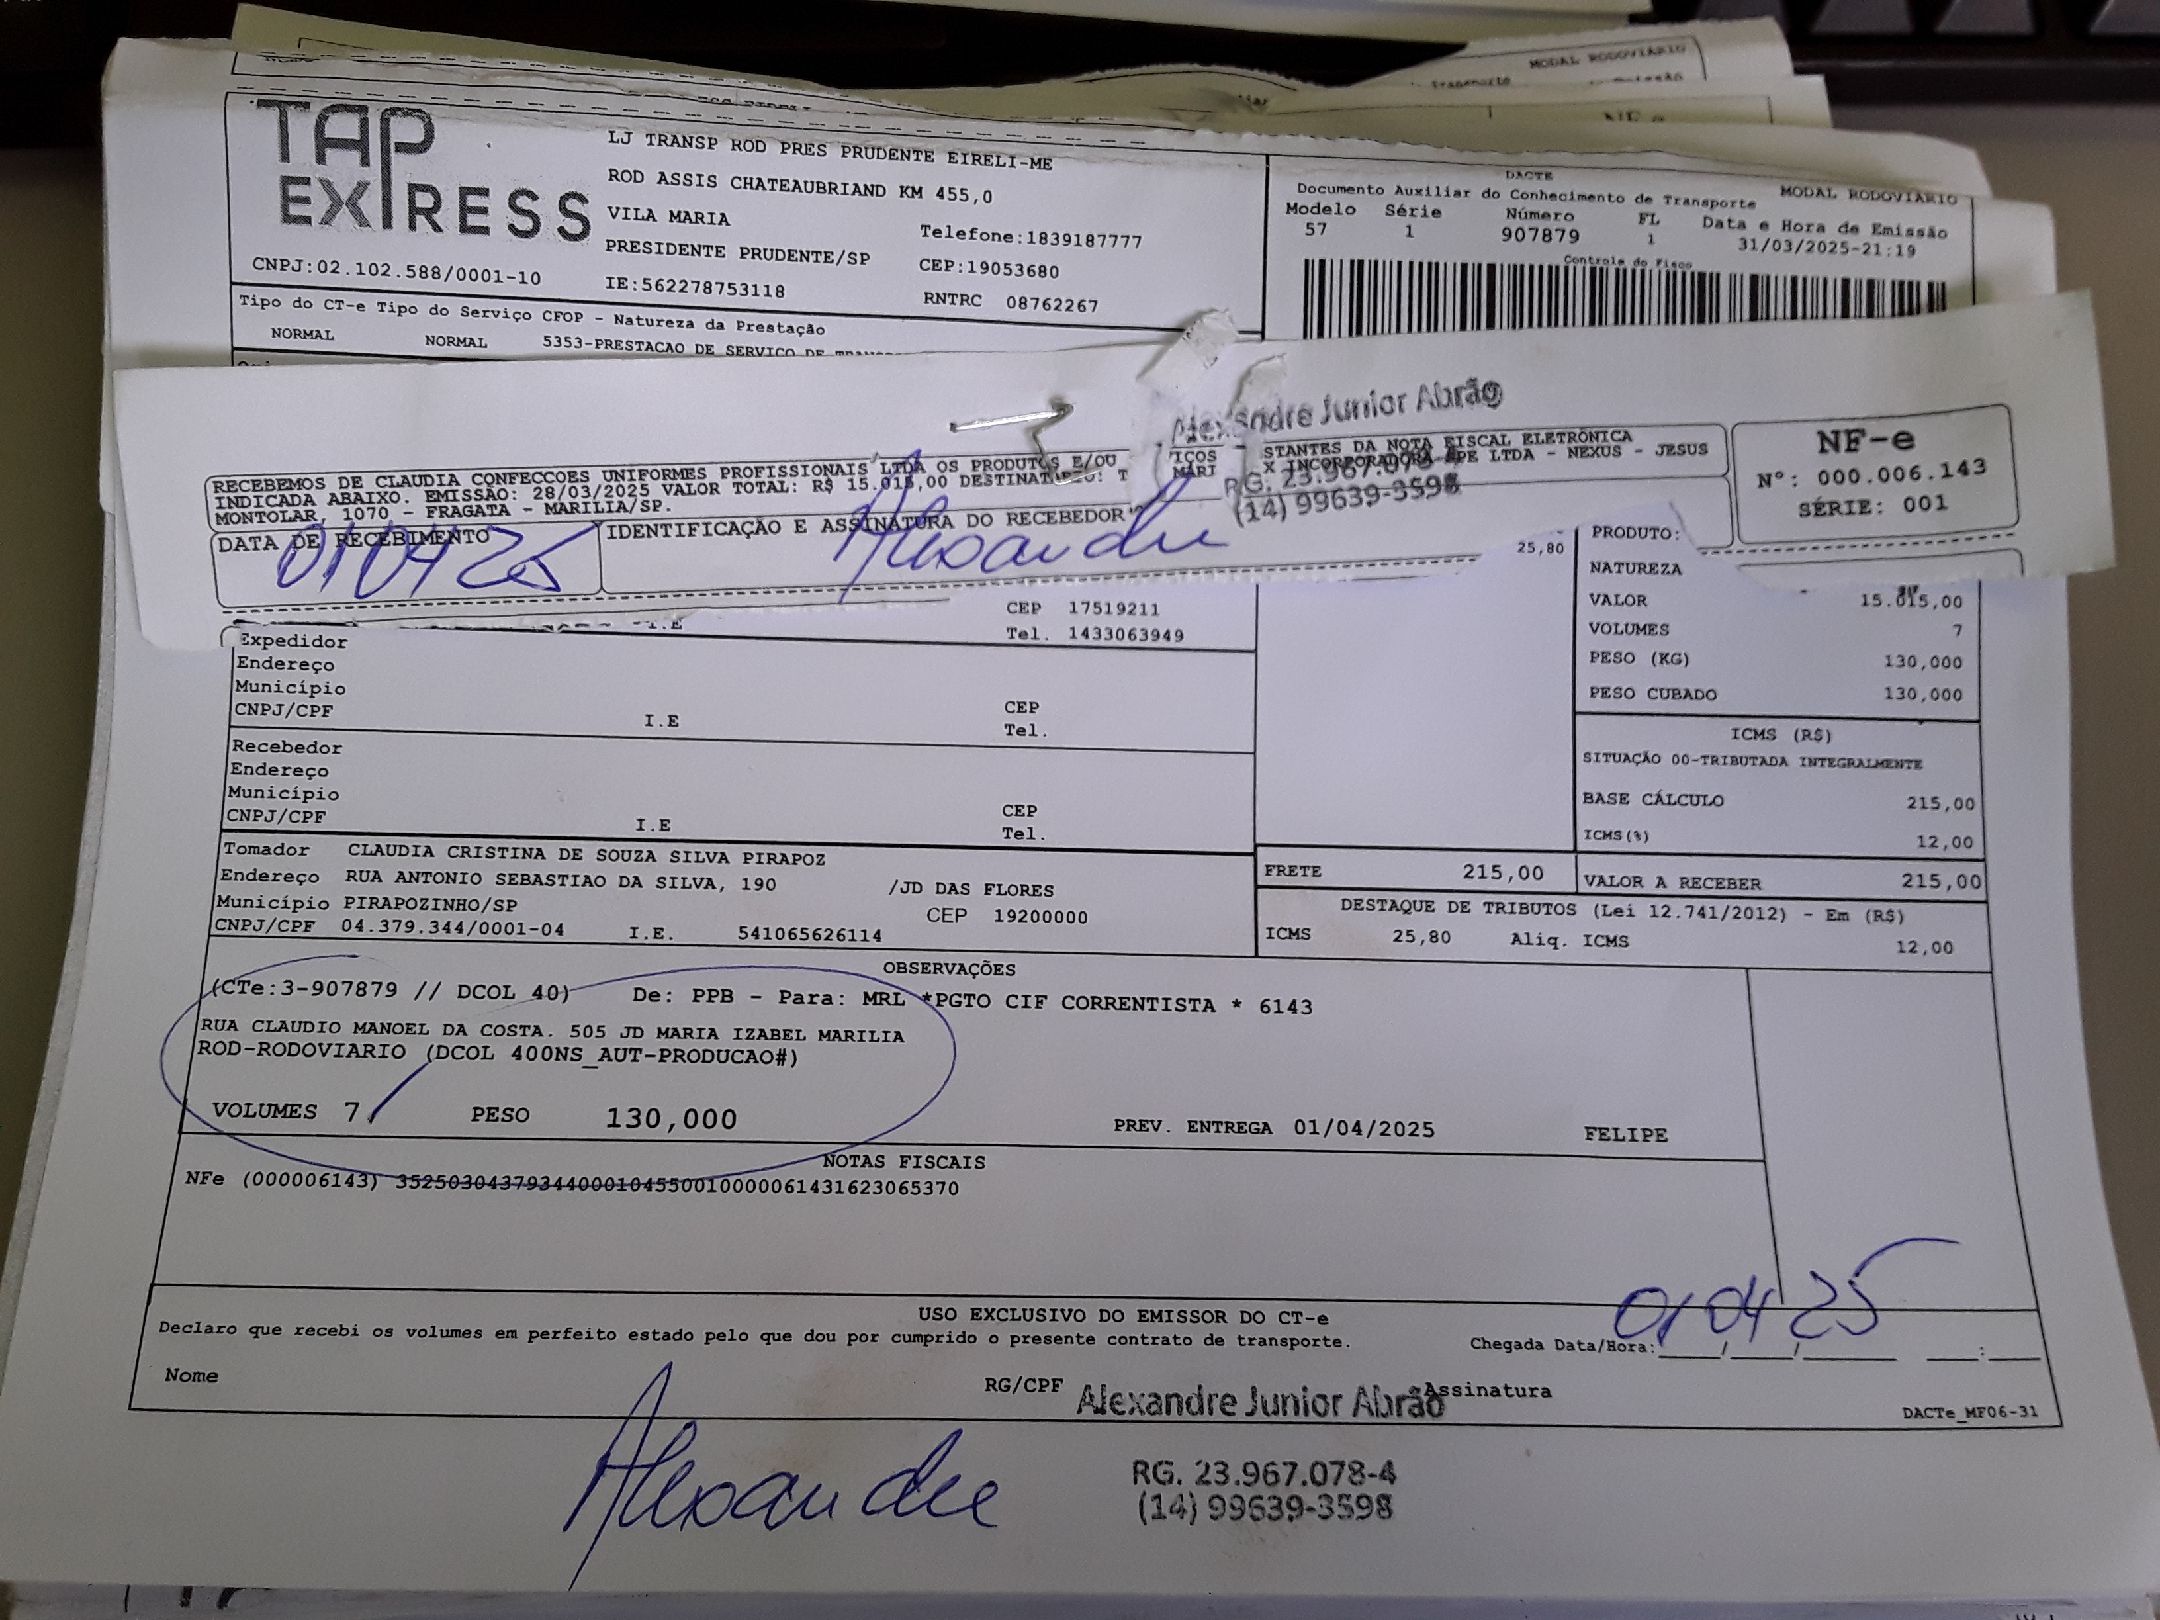 MODAL RODOVIARIO
Transporte
TAP EXPRESS
LJ TRANSP ROD PRES PRUDENTE EIRELI-ME
ROD ASSIS CHATEAUBRIAND KM 455,0
VILA MARIA
Telefone:1839187777
PRESIDENTE PRUDENTE/SP
CEP:19053680
CNPJ:02.102.588/0001-10
IE:562278753118
RNTRC 08762267
DACTE
Documento Auxiliar do Conhecimento de Transporte
MODAL RODOVIARIO
Modelo Série Número FL Data e Hora de Emissão
57 1 907879 1 31/03/2025-21:19
Controle do Fisco
Tipo do CT-e Tipo do Serviço CFOP - Natureza da Prestação
NORMAL NORMAL 5353-PRESTACAO DE SERVICO DE
Alexandre Junior Abrão
RG. 23.967.078-4
(14) 99639-3598
RECEBEMOS DE CLAUDIA CONFECCOES UNIFORMES PROFISSIONAIS LTDA OS PRODUTOS E/OU STANTES DA NOTA FISCAL ELETRÔNICA
INDICADA ABAIXO. EMISSÃO: 28/03/2025 VALOR TOTAL: R$ 15.015,00 X INCORPORADORA SPE LTDA - NEXUS - JESUS
MONTOLAR, 1070 - FRAGATA - MARILIA/SP.
DATA DE RECEBIMENTO
01 04 25
IDENTIFICAÇÃO E ASSINATURA DO RECEBEDOR
Alexandre
NF-e
Nº: 000.006.143
SÉRIE: 001
25,80
PRODUTO:
NATUREZA
VALOR 15.015,00
VOLUMES 7
PESO (KG) 130,000
PESO CUBADO 130,000
CEP 17519211
Tel. 1433063949
Expedidor
Endereço
Município
CNPJ/CPF I.E CEP
Tel.
Recebedor
Endereço
Município
CNPJ/CPF I.E CEP
Tel.
ICMS (R$)
SITUAÇÃO 00-TRIBUTADA INTEGRALMENTE
BASE CÁLCULO 215,00
ICMS(%) 12,00
Tomador CLAUDIA CRISTINA DE SOUZA SILVA PIRAPOZ
Endereço RUA ANTONIO SEBASTIAO DA SILVA, 190 /JD DAS FLORES
Município PIRAPOZINHO/SP CEP 19200000
CNPJ/CPF 04.379.344/0001-04 I.E. 541065626114
FRETE 215,00 VALOR A RECEBER 215,00
DESTAQUE DE TRIBUTOS (Lei 12.741/2012) - Em (R$)
ICMS 25,80 Aliq. ICMS 12,00
OBSERVAÇÕES
(CTe:3-907879 // DCOL 40) De: PPB - Para: MRL *PGTO CIF CORRENTISTA * 6143
RUA CLAUDIO MANOEL DA COSTA. 505 JD MARIA IZABEL MARILIA
ROD-RODOVIARIO (DCOL 400NS_AUT-PRODUCAO#)
VOLUMES 7 PESO 130,000
PREV. ENTREGA 01/04/2025 FELIPE
NOTAS FISCAIS
NFe (000006143) 35250304379344000104550010000061431623065370
USO EXCLUSIVO DO EMISSOR DO CT-e
Declaro que recebi os volumes em perfeito estado pelo que dou por cumprido o presente contrato de transporte.
Chegada Data/Hora:____/____/______ ___:___
01 04 25
Nome RG/CPF Assinatura
Alexandre Junior Abrão
DACTe_MF06-31
Alexandre
RG. 23.967.078-4
(14) 99639-3598